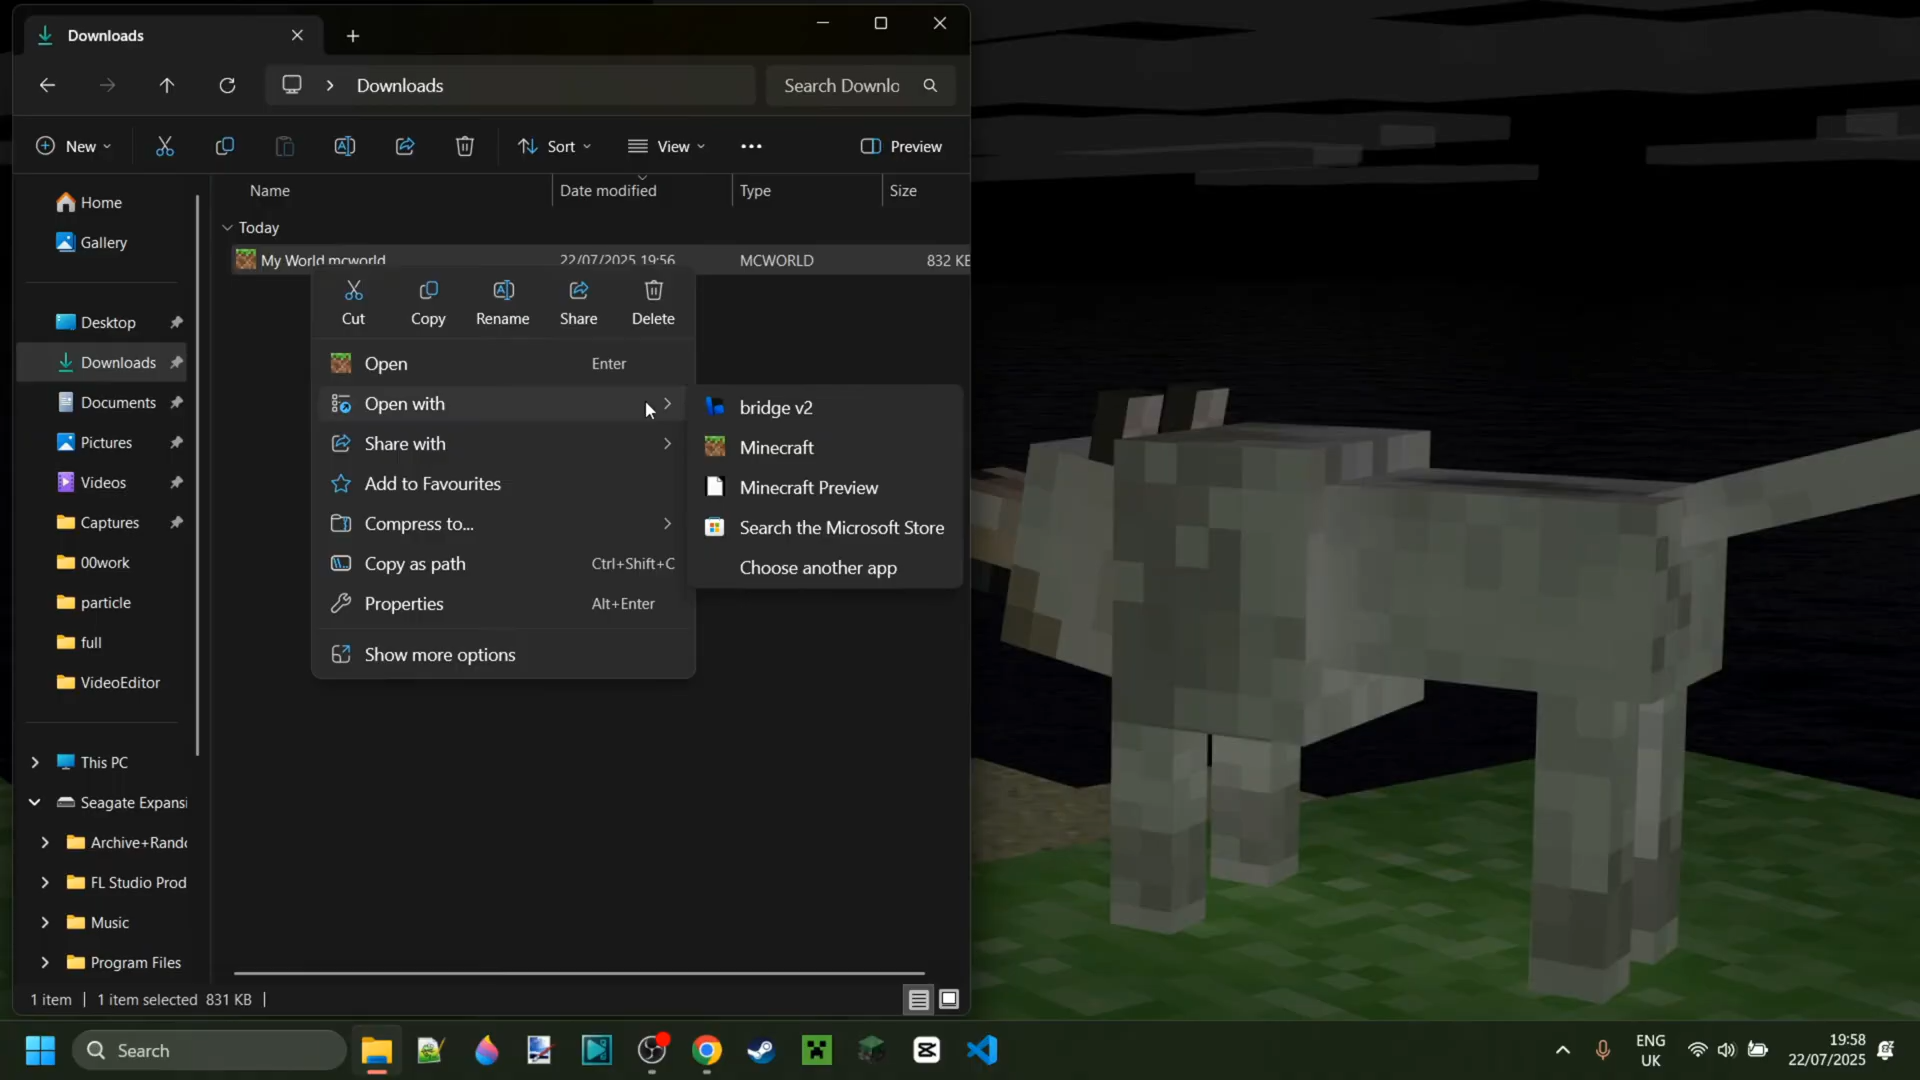 Downloads
Downloads
Search Downlo
New
Sort
View
Preview
Name
Date modified
Type
Size
Home
Gallery
Desktop
Downloads
Documents
Pictures
Videos
Captures
00work
particle
full
VideoEditor
This PC
Seagate Expansi
Archive+Rando
FL Studio Prod
Music
Program Files
Today
My World.mcworld 22/07/2025 19:56 MCWORLD 832 KB
Cut Copy Rename Share Delete
Open Enter
Open with
Share with
Add to Favourites
Compress to...
Copy as path Ctrl+Shift+C
Properties Alt+Enter
Show more options
bridge v2
Minecraft
Minecraft Preview
Search the Microsoft Store
Choose another app
1 item 1 item selected 831 KB
Search
ENG
UK
19:58
22/07/2025